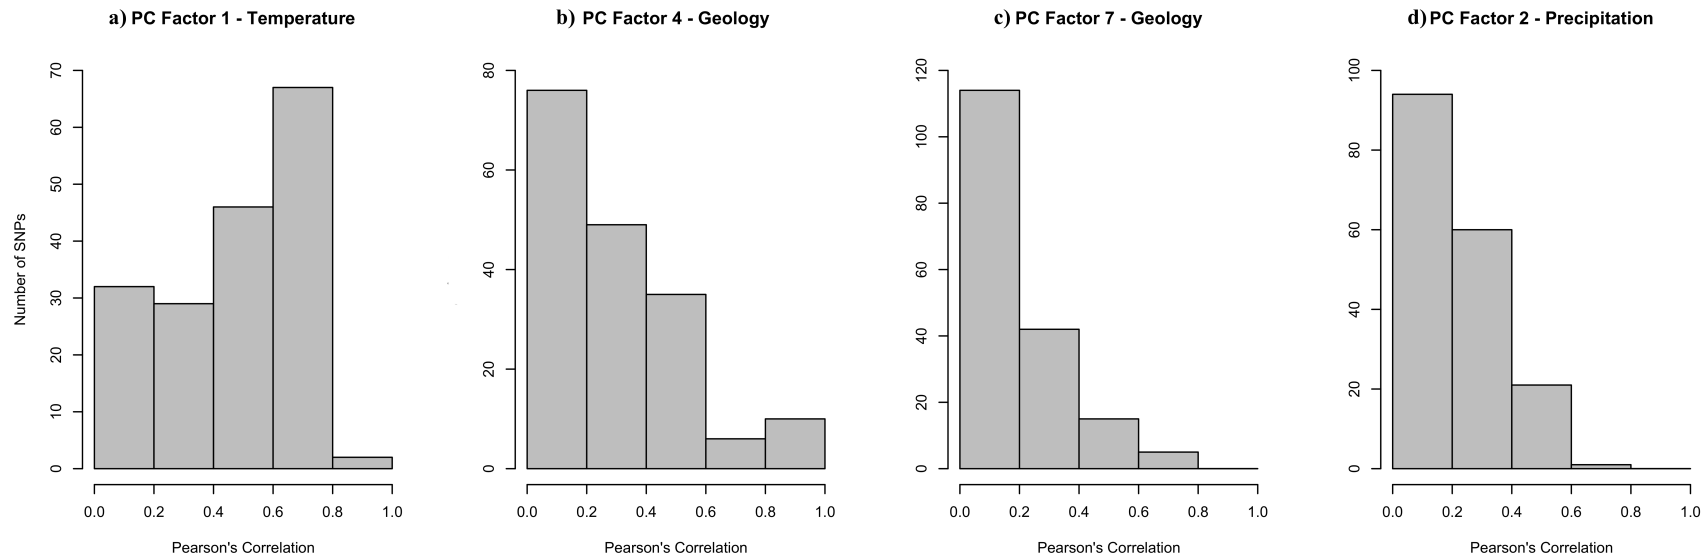 a) PC Factor 1 - Temperature
Number of SNPs
0 10 20 30 40 50 60 70
0.0 0.2 0.4 0.6 0.8 1.0
Pearson's Correlation
b) PC Factor 4 - Geology
0 20 40 60 80
0.0 0.2 0.4 0.6 0.8 1.0
Pearson's Correlation
c) PC Factor 7 - Geology
0 20 40 60 80 100 120
0.0 0.2 0.4 0.6 0.8 1.0
Pearson's Correlation
d) PC Factor 2 - Precipitation
0 20 40 60 80 100
0.0 0.2 0.4 0.6 0.8 1.0
Pearson's Correlation